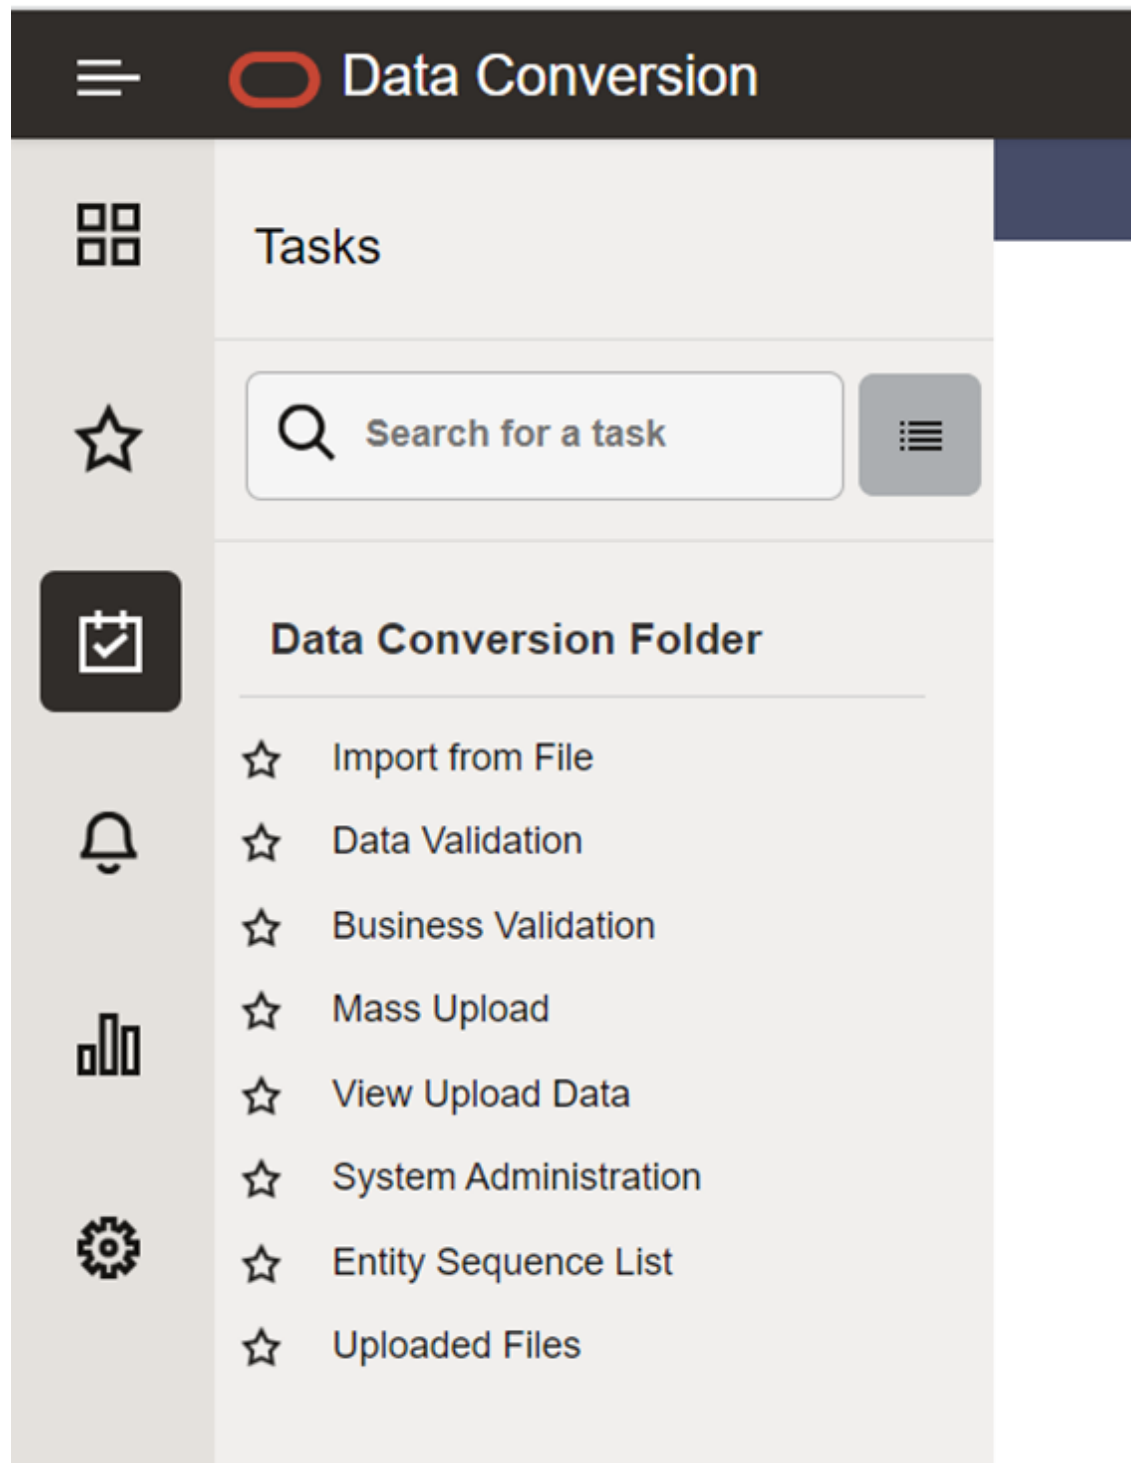 Data Conversion
Tasks
Search for a task
Data Conversion Folder
Import from File
Data Validation
Business Validation
Mass Upload
View Upload Data
System Administration
Entity Sequence List
Uploaded Files